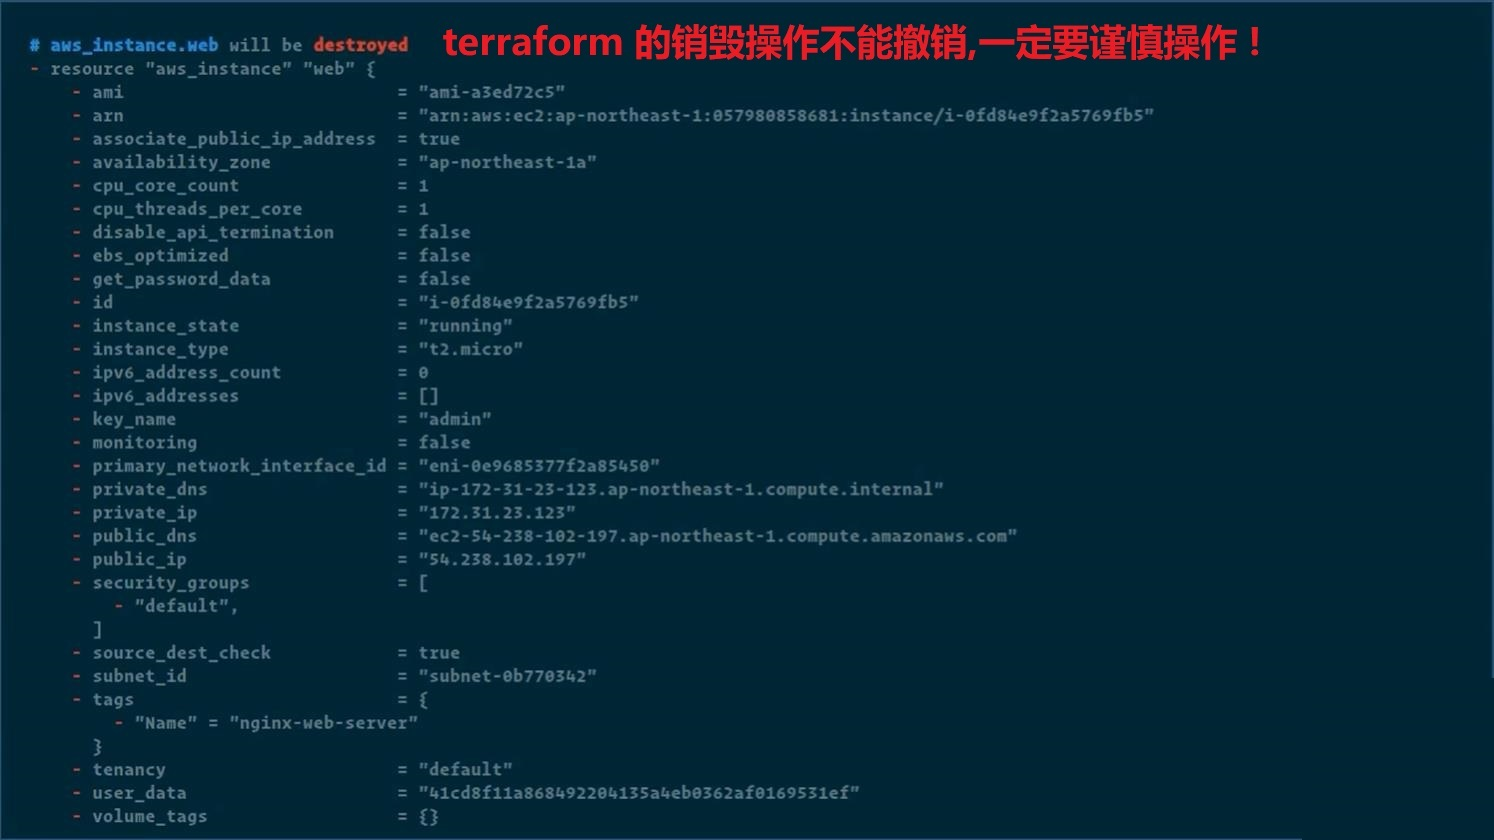 # aws_instance.web will be destroyed terraform 的销毁操作不能撤销,一定要谨慎操作！
- resource "aws_instance" "web" {
- ami = "ami-a3ed72c5"
- arn = "arn:aws:ec2:ap-northeast-1:057980858681:instance/i-0fd84e9f2a5769fb5"
- associate_public_ip_address = true
- availability_zone = "ap-northeast-1a"
- cpu_core_count = 1
- cpu_threads_per_core = 1
- disable_api_termination = false
- ebs_optimized = false
- get_password_data = false
- id = "i-0fd84e9f2a5769fb5"
- instance_state = "running"
- instance_type = "t2.micro"
- ipv6_address_count = 0
- ipv6_addresses = []
- key_name = "admin"
- monitoring = false
- primary_network_interface_id = "eni-0e9685377f2a85450"
- private_dns = "ip-172-31-23-123.ap-northeast-1.compute.internal"
- private_ip = "172.31.23.123"
- public_dns = "ec2-54-238-102-197.ap-northeast-1.compute.amazonaws.com"
- public_ip = "54.238.102.197"
- security_groups = [
- "default",
]
- source_dest_check = true
- subnet_id = "subnet-0b770342"
- tags = {
- "Name" = "nginx-web-server"
}
- tenancy = "default"
- user_data = "41cd8f11a868492204135a4eb0362af0169531ef"
- volume_tags = {}